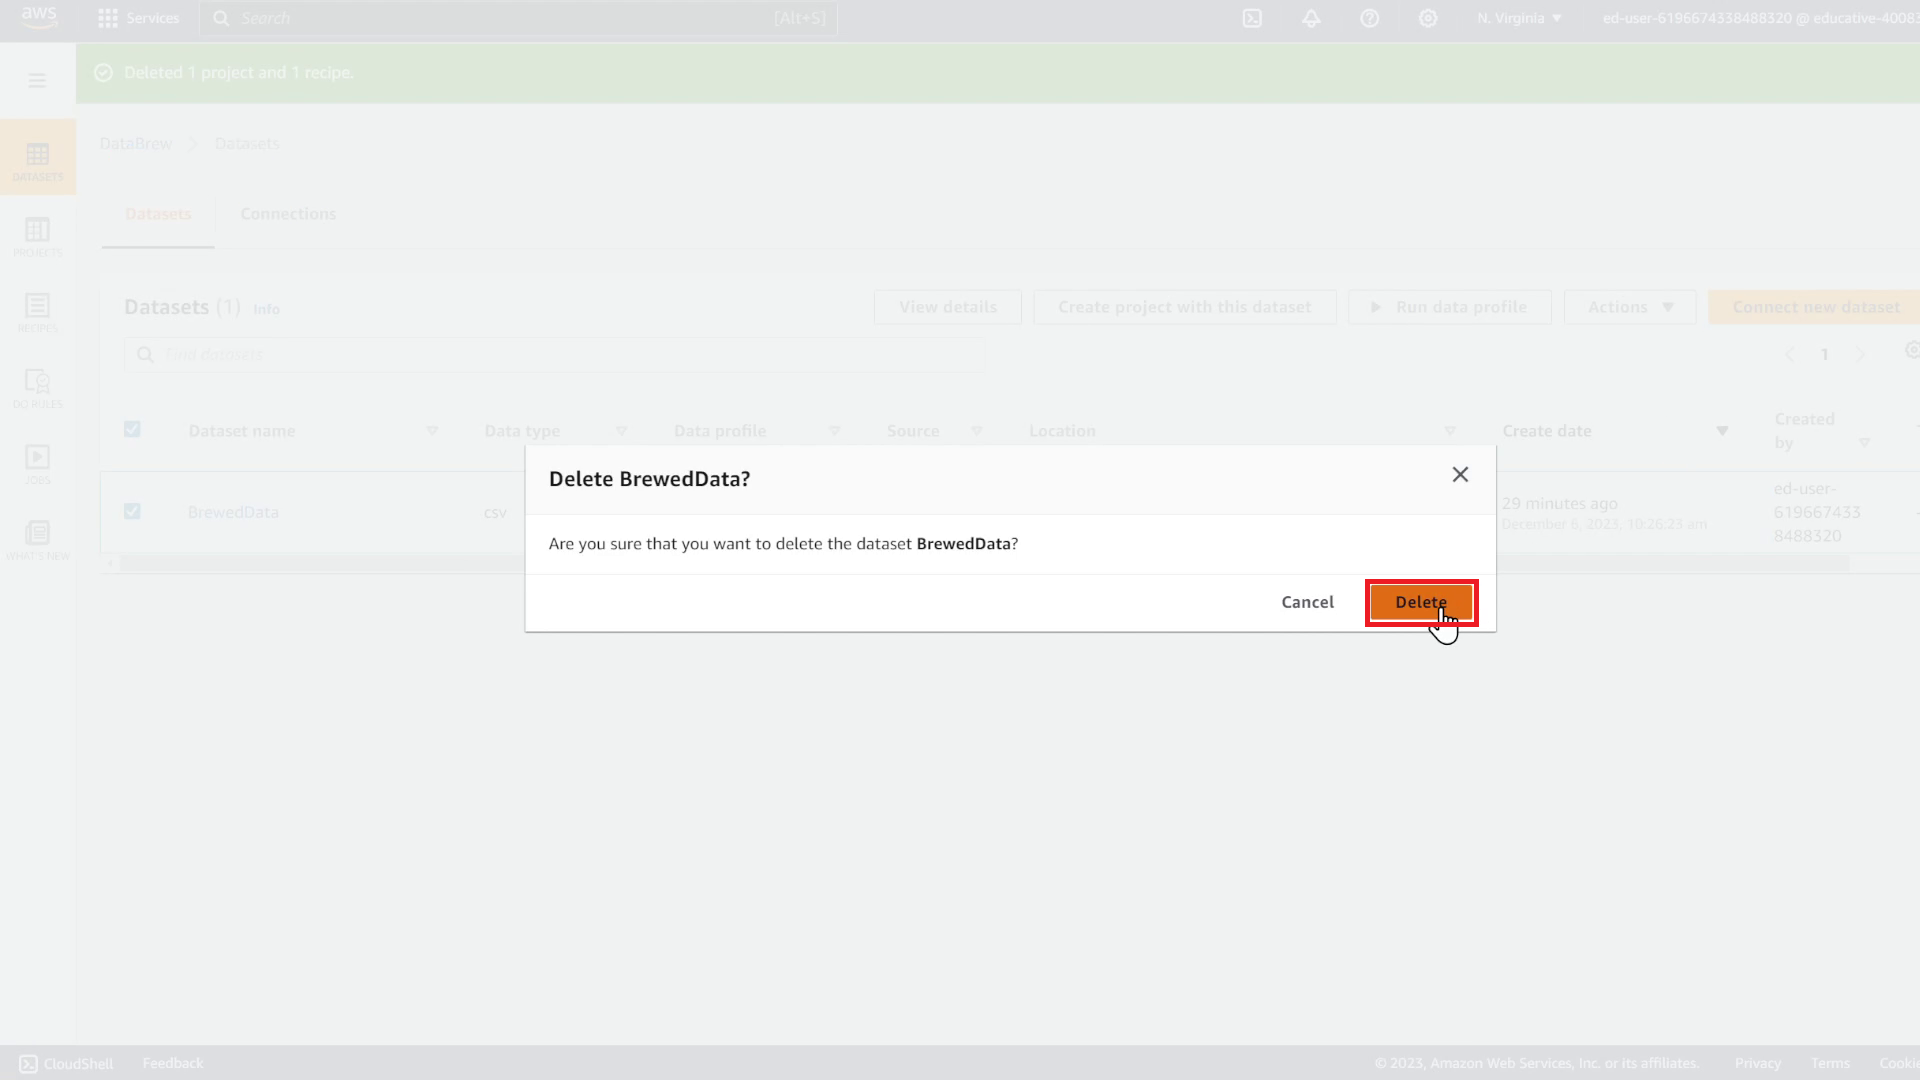 aws
Services
Search
[Alt+S]
N. Virginia
ed-user-6196674338488320 @ educative-40083
Deleted 1 project and 1 recipe.
DataBrew
Datasets
DATASETS
Datasets
Connections
PROJECTS
Datasets (1) Info
View details
Create project with this dataset
Run data profile
Actions
Connect new dataset
RECIPES
Find datasets
1
DQ RULES
Dataset name
Data type
Data profile
Source
Location
Create date
Created
by
JOBS
Delete BrewedData?
BrewedData
csv
29 minutes ago
December 6, 2023, 10:26:23 am
ed-user-
619667433
8488320
Are you sure that you want to delete the dataset BrewedData?
WHAT'S NEW
Cancel
Delete
CloudShell
Feedback
© 2023, Amazon Web Services, Inc. or its affiliates.
Privacy
Terms
Cookie